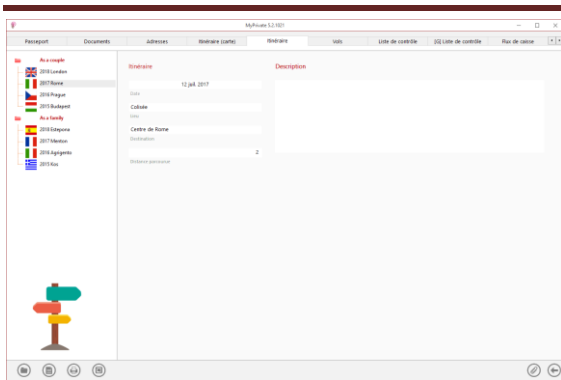 MyPrivate 5.2.1021
Passeport Documents Adresses Itinéraire (carte) Itinéraire Vols Liste de contrôle (G) Liste de contrôle Flux de caisse
As a couple
2018 London
2017 Rome
2016 Prague
2015 Budapest
As a family
2018 Estepona
2017 Menton
2016 Agrigento
2015 Kos
Itinéraire
12 juil. 2017
Date
Colisée
Centre de Rome
Destination
2
Distance parcourue
Description